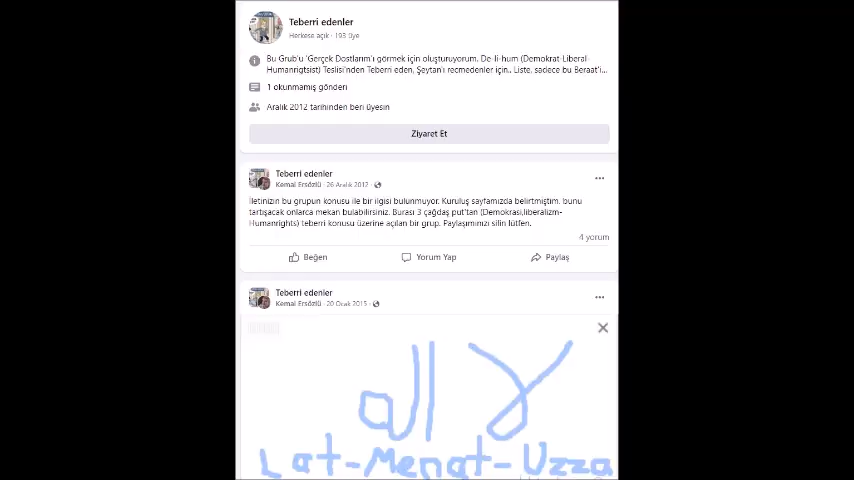 Teberri edenler
Herkese açık · 193 üye
Bu Grub'u 'Gerçek Dostlarım'ı görmek için oluşturuyorum. De-li-hum (Demokrat-Liberal-
Humanrigtsist) Teslisi'nden Teberri eden, Şeytan'ı recmedenler için.. Liste, sadece bu Beraat'i...
1 okunmamış gönderi
Aralık 2012 tarihinden beri üyesin
Ziyaret Et
Teberri edenler
Kemal Ersözlü · 26 Aralık 2012 ·
İletinizin bu grupun konusu ile bir ilgisi bulunmuyor. Kuruluş sayfamızda belirtmiştim, bunu
tartışacak onlarca mekan bulabilirsiniz. Burası 3 çağdaş put'tan (Demokrasi,liberalizm-
Humanrights) teberri konusu üzerine açılan bir grup. Paylaşımınızı silin lütfen.
4 yorum
Beğen Yorum Yap Paylaş
Teberri edenler
Kemal Ersözlü · 20 Ocak 2015 ·
لا اله
Lat-Menat-Uzza